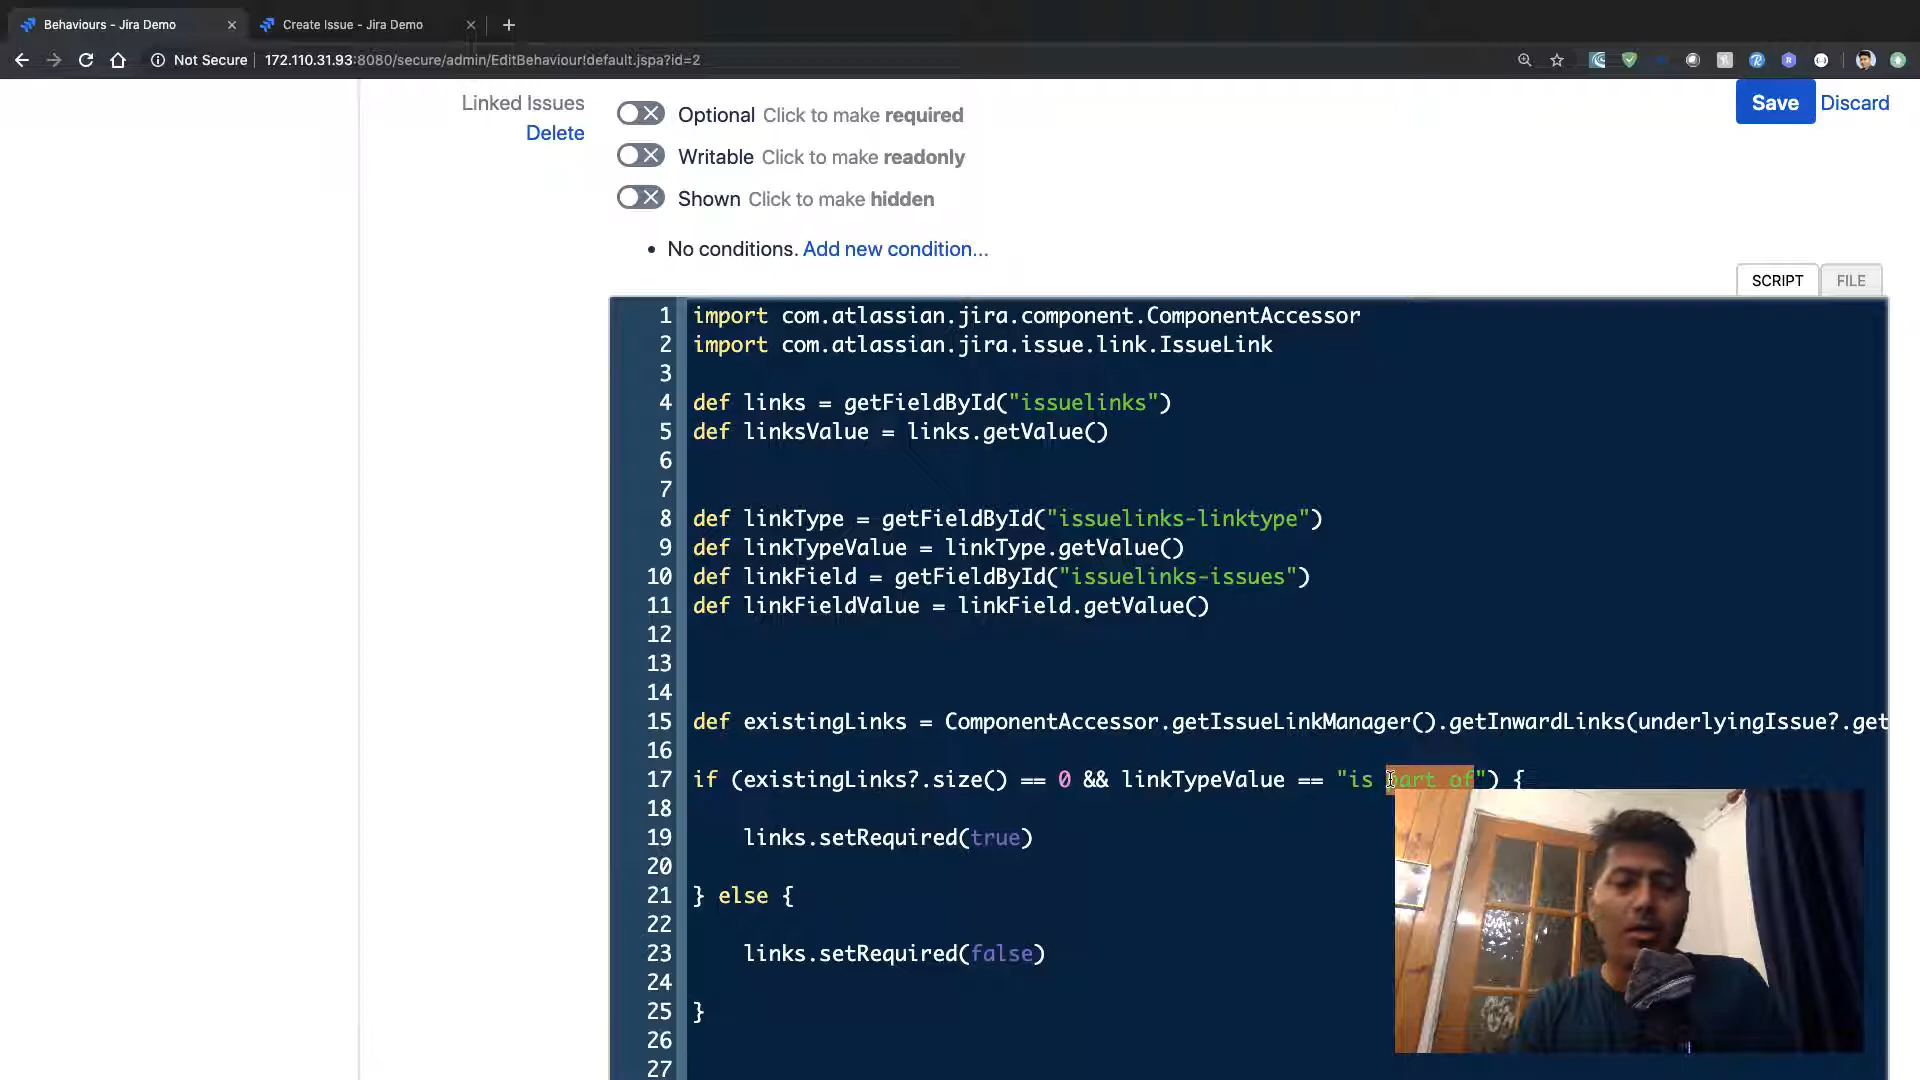 Behaviours - Jira Demo
Create Issue - Jira Demo
Not Secure 172.110.31.93:8080/secure/admin/EditBehaviour!default.jspa?id=2
Linked Issues
Delete
Optional Click to make required
Writable Click to make readonly
Shown Click to make hidden
Save Discard
• No conditions. Add new condition...
SCRIPT FILE
1 import com.atlassian.jira.component.ComponentAccessor
2 import com.atlassian.jira.issue.link.IssueLink
3
4 def links = getFieldById("issuelinks")
5 def linksValue = links.getValue()
6
7
8 def linkType = getFieldById("issuelinks-linktype")
9 def linkTypeValue = linkType.getValue()
10 def linkField = getFieldById("issuelinks-issues")
11 def linkFieldValue = linkField.getValue()
12
13
14
15 def existingLinks = ComponentAccessor.getIssueLinkManager().getInwardLinks(underlyingIssue?.get
16
17 if (existingLinks?.size() == 0 && linkTypeValue == "is part of") {
18
19 links.setRequired(true)
20
21 } else {
22
23 links.setRequired(false)
24
25 }
26
27